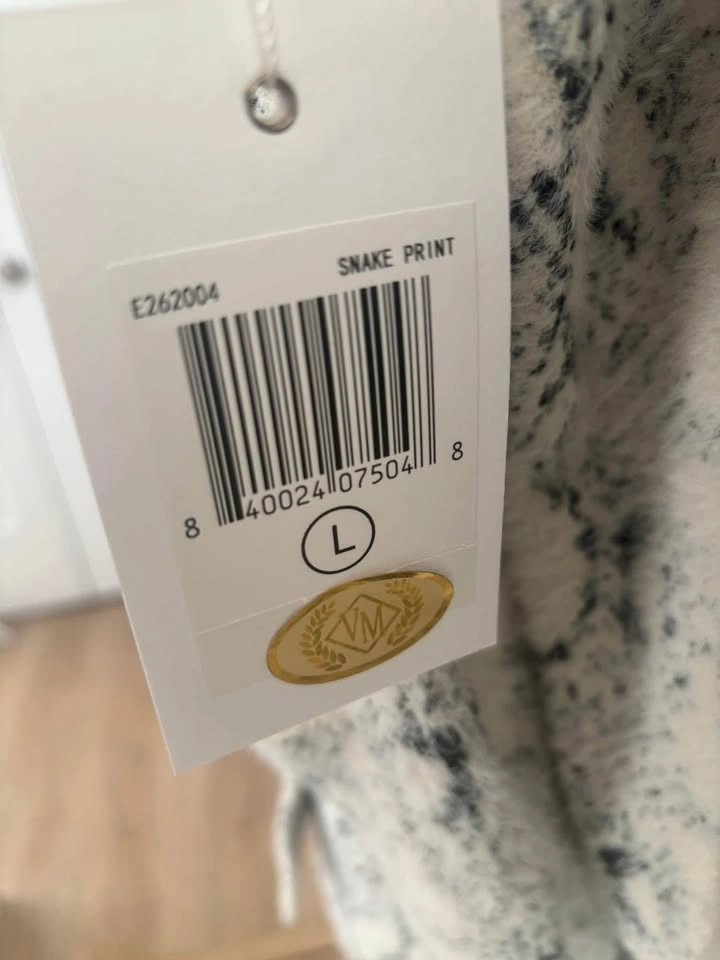 E262004 SNAKE PRINT
8 40024 07504 8
L
VM